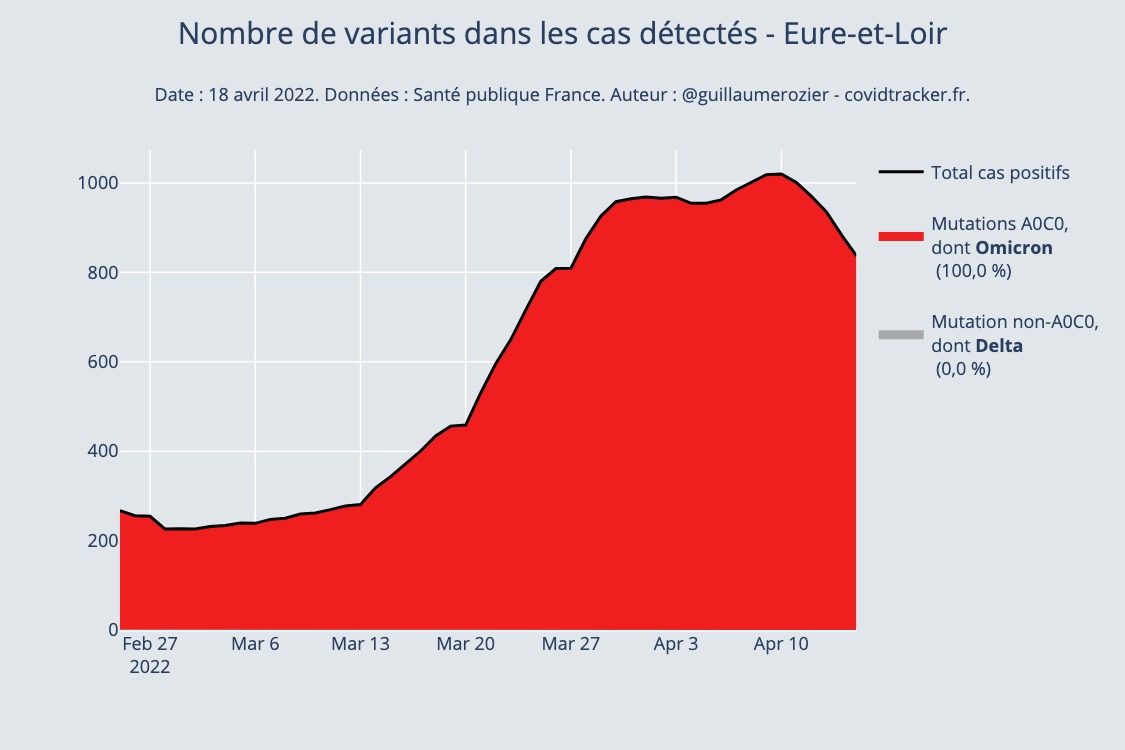 Nombre de variants dans les cas détectés - Eure-et-Loir
Date : 18 avril 2022. Données : Santé publique France. Auteur : @guillaumerozier - covidtracker.fr.
1000
800
600
400
200
0
Feb 27
2022
Mar 6
Mar 13
Mar 20
Mar 27
Apr 3
Apr 10
Total cas positifs
Mutations A0C0,
dont Omicron
(100,0 %)
Mutation non-A0C0,
dont Delta
(0,0 %)